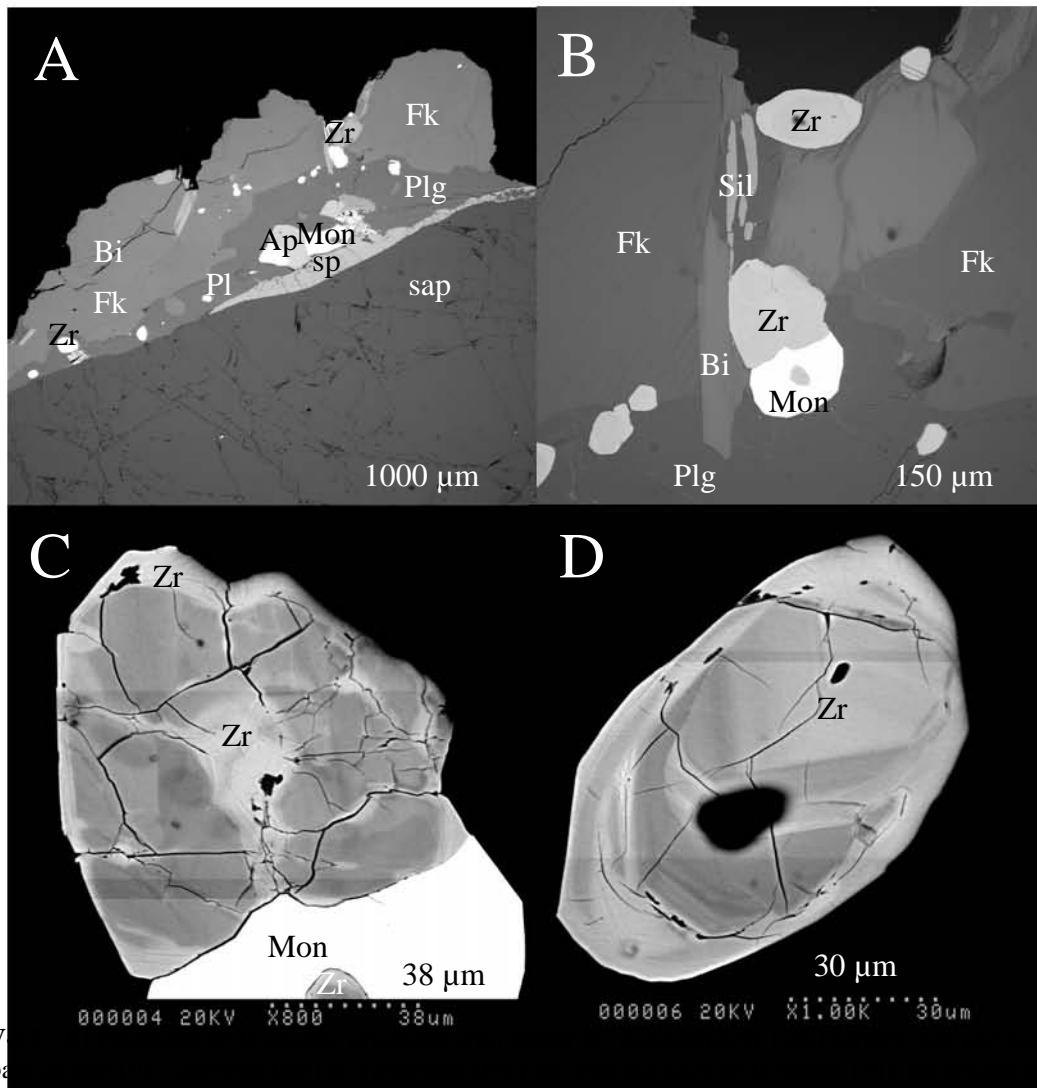 A
Zr
Fk
Plg
Bi
Ap Mon
sp
Pl
sap
Fk
Zr
1000 µm
B
Zr
Sil
Fk
Fk
Zr
Bi
Mon
Plg
150 µm
C
Zr
Zr
Mon
Zr
38 µm
000004 20KV X800 38um
D
Zr
30 µm
000006 20KV X1.00K 30um